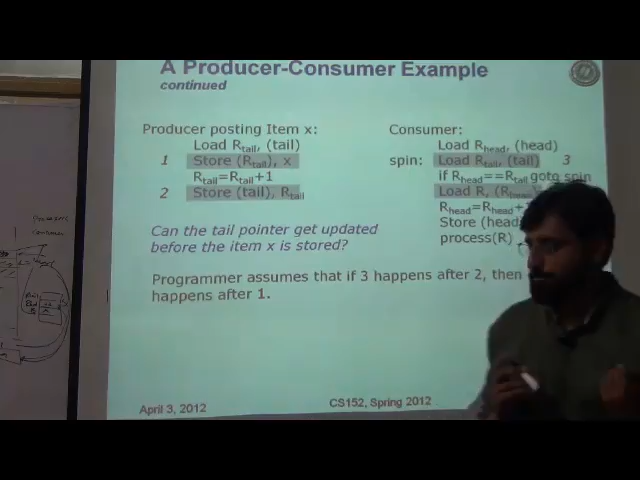 A Producer-Consumer Example
continued
Producer posting Item x:
Load Rtail, (tail)
1 Store (Rtail), x
Rtail=Rtail+1
2 Store (tail), Rtail
Consumer:
Load Rhead, (head)
spin: Load Rtail, (tail) 3
if Rhead==Rtail goto spin
Load R, (Rhead)
Rhead=Rhead+
Store (head
process(R)
Can the tail pointer get updated
before the item x is stored?
Programmer assumes that if 3 happens after 2, then
happens after 1.
April 3, 2012
CS152, Spring 2012